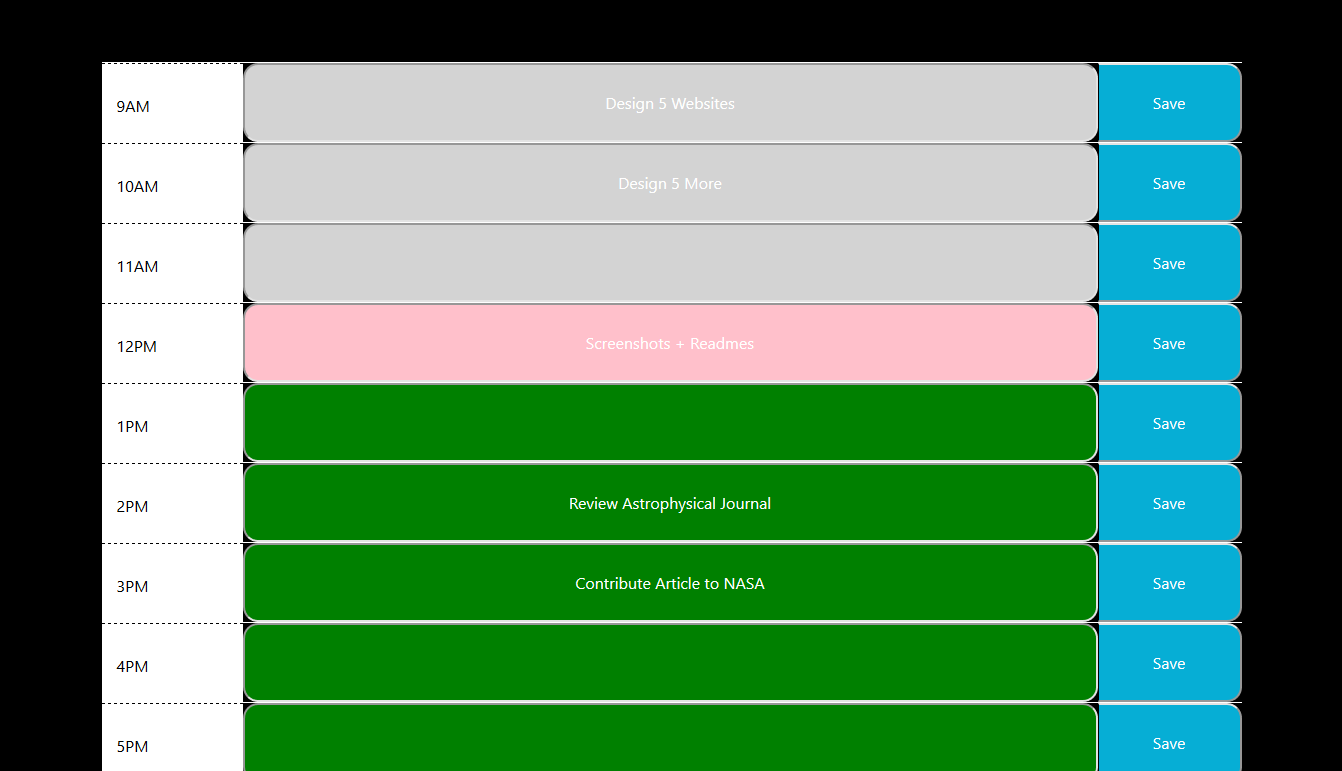 9AM Design 5 Websites Save
10AM Design 5 More Save
11AM Save
12PM Screenshots + Readmes Save
1PM Save
2PM Review Astrophysical Journal Save
3PM Contribute Article to NASA Save
4PM Save
5PM Save